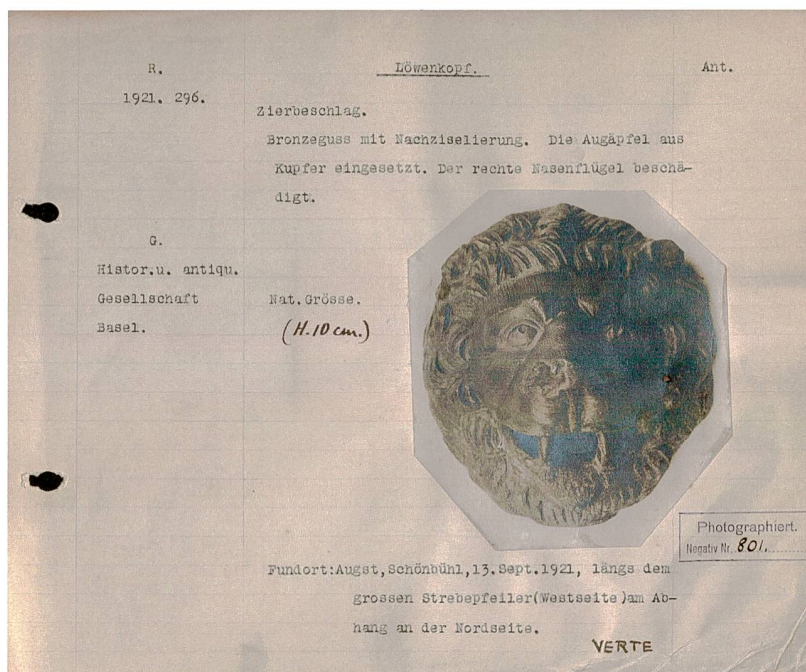 R. Löwenkopf. Ant.
1921. 296.
Zierbeschlag.
Bronzeguss mit Nachziselierung. Die Augäpfel aus
Kupfer eingesetzt. Der rechte Nasenflügel beschä-
digt.
G.
Histor.u. antiqu.
Gesellschaft Nat.Grösse.
Basel. (H. 10 cm.)
Photographiert.
Negativ Nr. 801.
Fundort:Augst,Schönbühl,13.Sept.1921, längs dem
grossen Strebepfeiler(Westseite)am Ab-
hang an der Nordseite.
VERTE